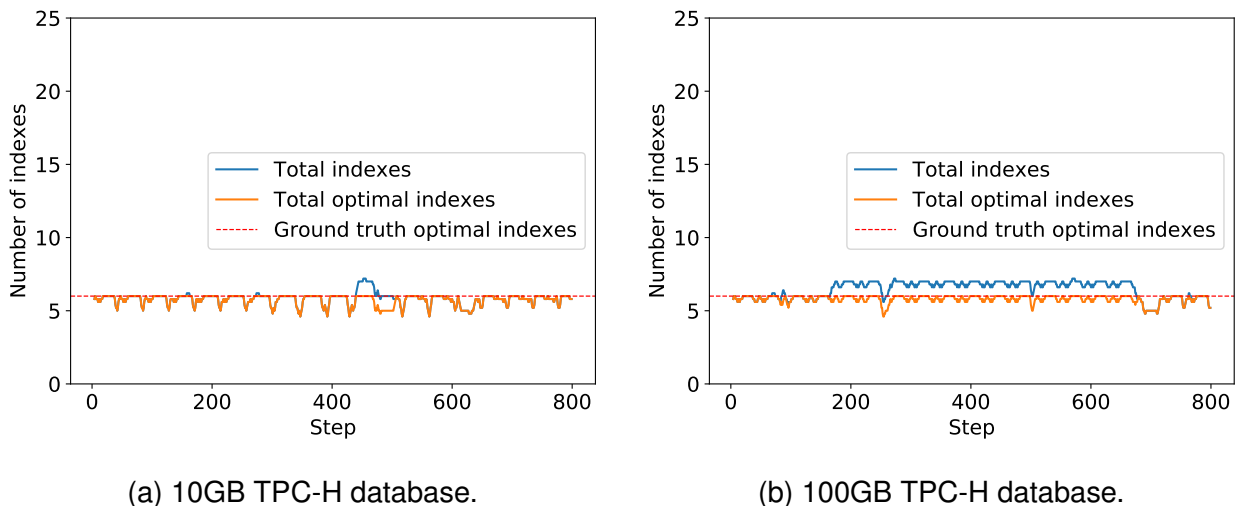 25
20
15
10
5
0
Number of indexes
Total indexes
Total optimal indexes
Ground truth optimal indexes
0 200 400 600 800
Step
(a) 10GB TPC-H database.
25
20
15
10
5
0
Number of indexes
Total indexes
Total optimal indexes
Ground truth optimal indexes
0 200 400 600 800
Step
(b) 100GB TPC-H database.